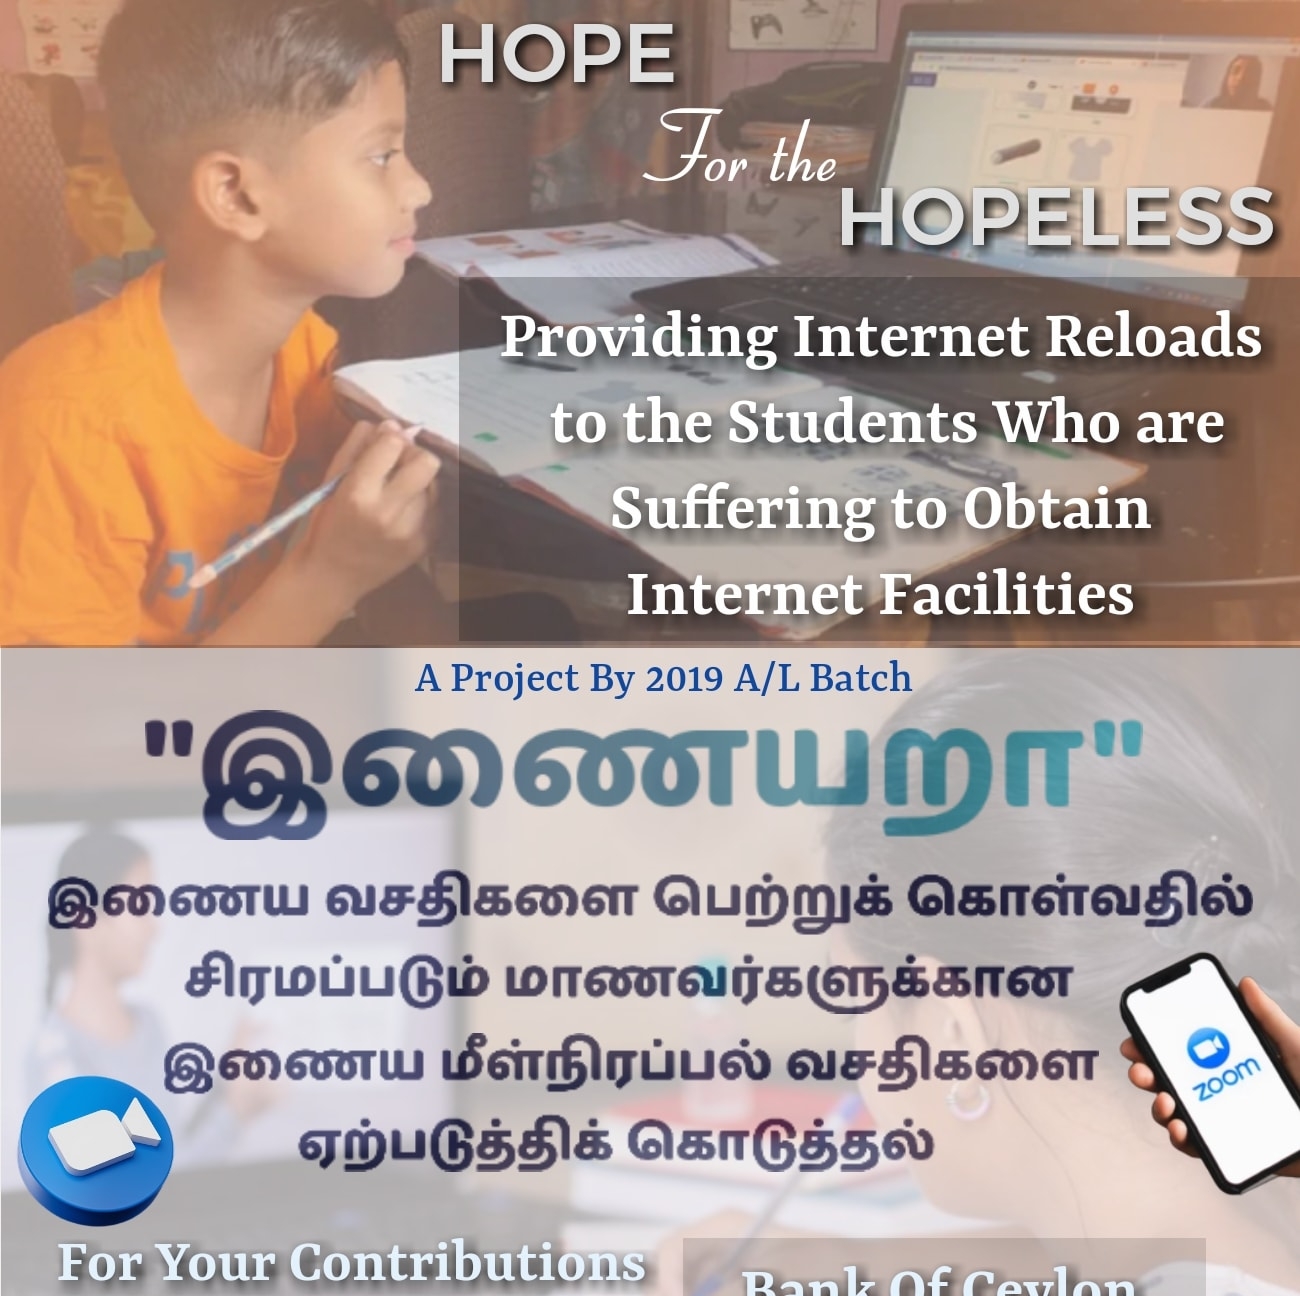 HOPE
For the
HOPELESS
Providing Internet Reloads
to the Students Who are
Suffering to Obtain
Internet Facilities
A Project By 2019 A/L Batch
"இணையறா"
இணைய வசதிகளை பெற்றுக் கொள்வதில்
சிரமப்படும் மாணவர்களுக்கான
இணைய மீள்நிரப்பல் வசதிகளை
ஏற்படுத்திக் கொடுத்தல்
zoom
For Your Contributions
Bank Of Ceylon